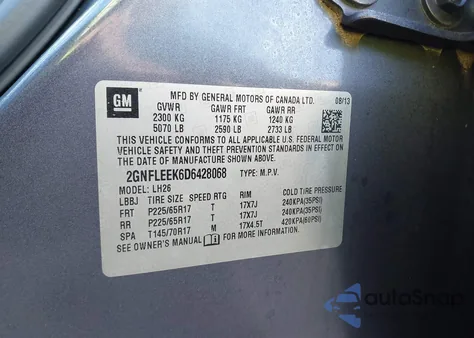 GM
MFD BY GENERAL MOTORS OF CANADA LTD. 08/13
GVWR GAWR FRT GAWR RR
2300 KG 1175 KG 1240 KG
5070 LB 2590 LB 2733 LB
THIS VEHICLE CONFORMS TO ALL APPLICABLE U.S. FEDERAL MOTOR
VEHICLE SAFETY AND THEFT PREVENTION STANDARDS IN EFFECT ON
THE DATE OF MANUFACTURE SHOWN ABOVE.
2GNFLEEK6D6428068 TYPE: M.P.V.
MODEL: LH26
LBBJ TIRE SIZE SPEED RTG RIM COLD TIRE PRESSURE
FRT P225/65R17 T 17X7J 240KPA(35PSI)
RR P225/65R17 T 17X7J 240KPA(35PSI)
SPA T145/70R17 M 17X4.5T 420KPA(60PSI)
SEE OWNER'S MANUAL FOR MORE INFORMATION.
autoSnap